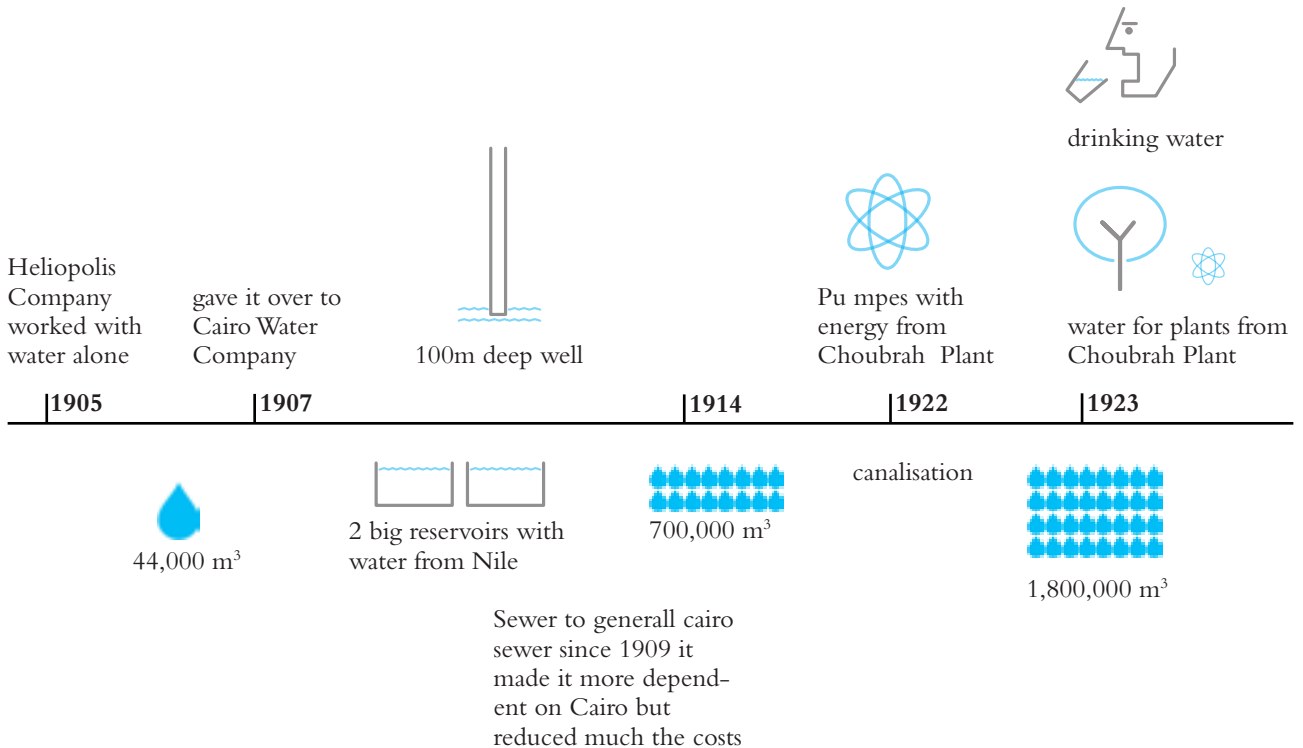 drinking water
Heliopolis
Company
worked with
water alone
gave it over to
Cairo Water
Company
100m deep well
Pu mpes with
energy from
Choubrah Plant
water for plants from
Choubrah Plant
1905
1907
1914
1922
1923
44,000 m³
2 big reservoirs with
water from Nile
700,000 m³
canalisation
1,800,000 m³
Sewer to generall cairo
sewer since 1909 it
made it more depend-
ent on Cairo but
reduced much the costs